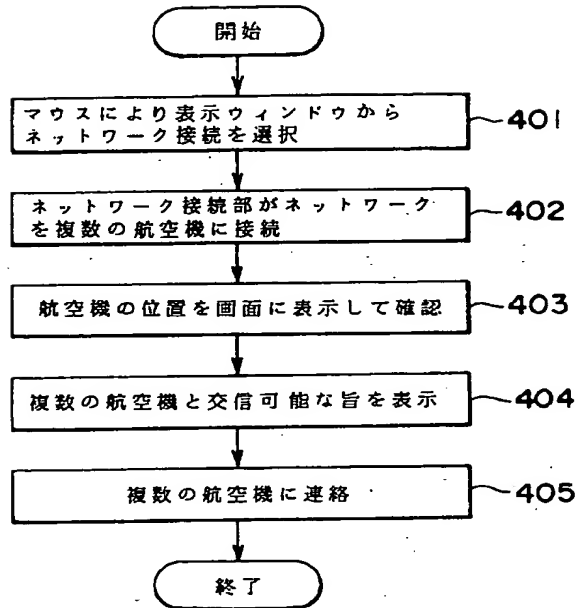 開始
マウスにより表示ウィンドウから
ネットワーク接続を選択
401
ネットワーク接続部がネットワーク
を複数の航空機に接続
402
航空機の位置を画面に表示して確認
403
複数の航空機と交信可能な旨を表示
404
複数の航空機に連絡
405
終了